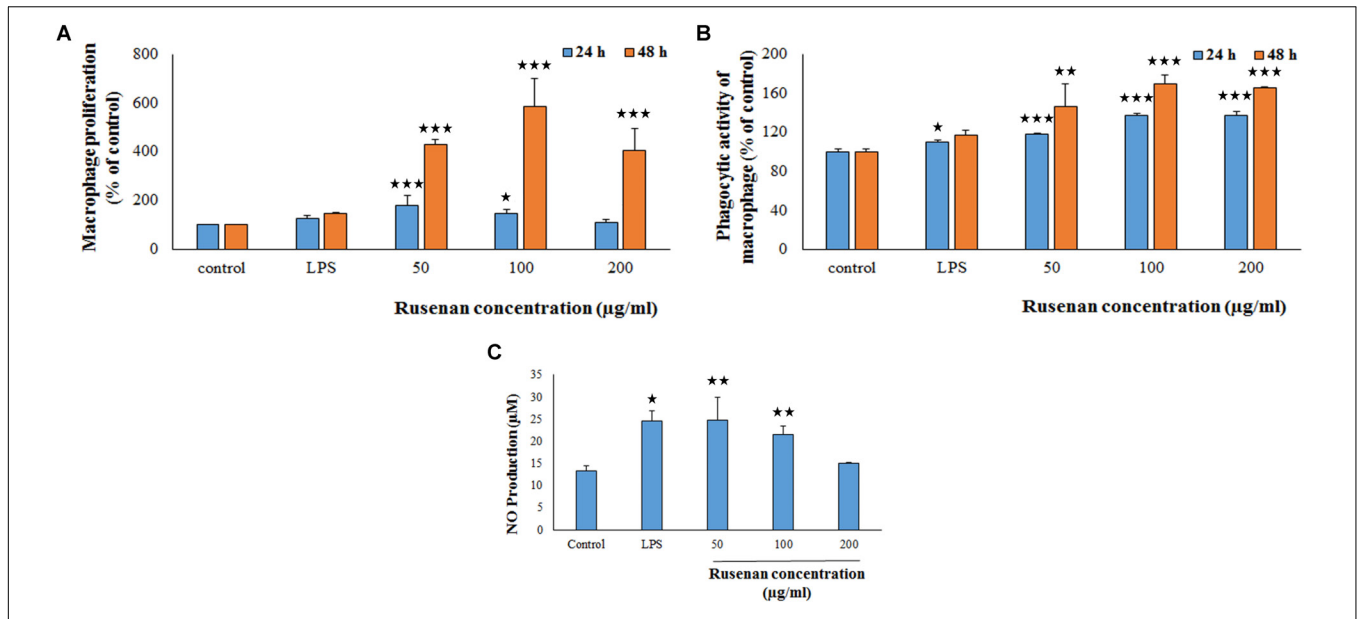 A
Macrophage proliferation
(% of control)
800
600
400
200
0
24 h
48 h
★★★
★★★
★★★
★
★★★
control
LPS
50
100
200
Rusenan concentration (µg/ml)
B
Phagocytic activity of
macrophage (% of control)
200
160
120
80
40
0
24 h
48 h
★
★★★
★★
★★★
★★★
★★★
★★★
control
LPS
50
100
200
Rusenan concentration (µg/ml)
C
NO Production (µM)
35
30
25
20
15
10
5
0
★
★★
★★
Control
LPS
50
100
200
Rusenan concentration
(µg/ml)